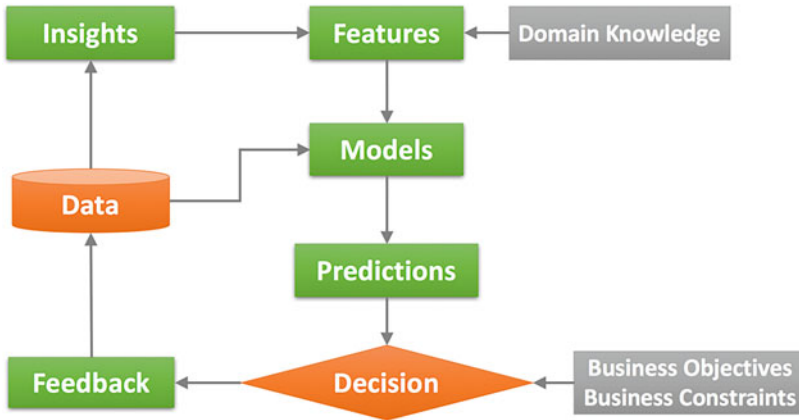 Insights
Features
Domain Knowledge
Models
Data
Predictions
Feedback
Decision
Business Objectives
Business Constraints